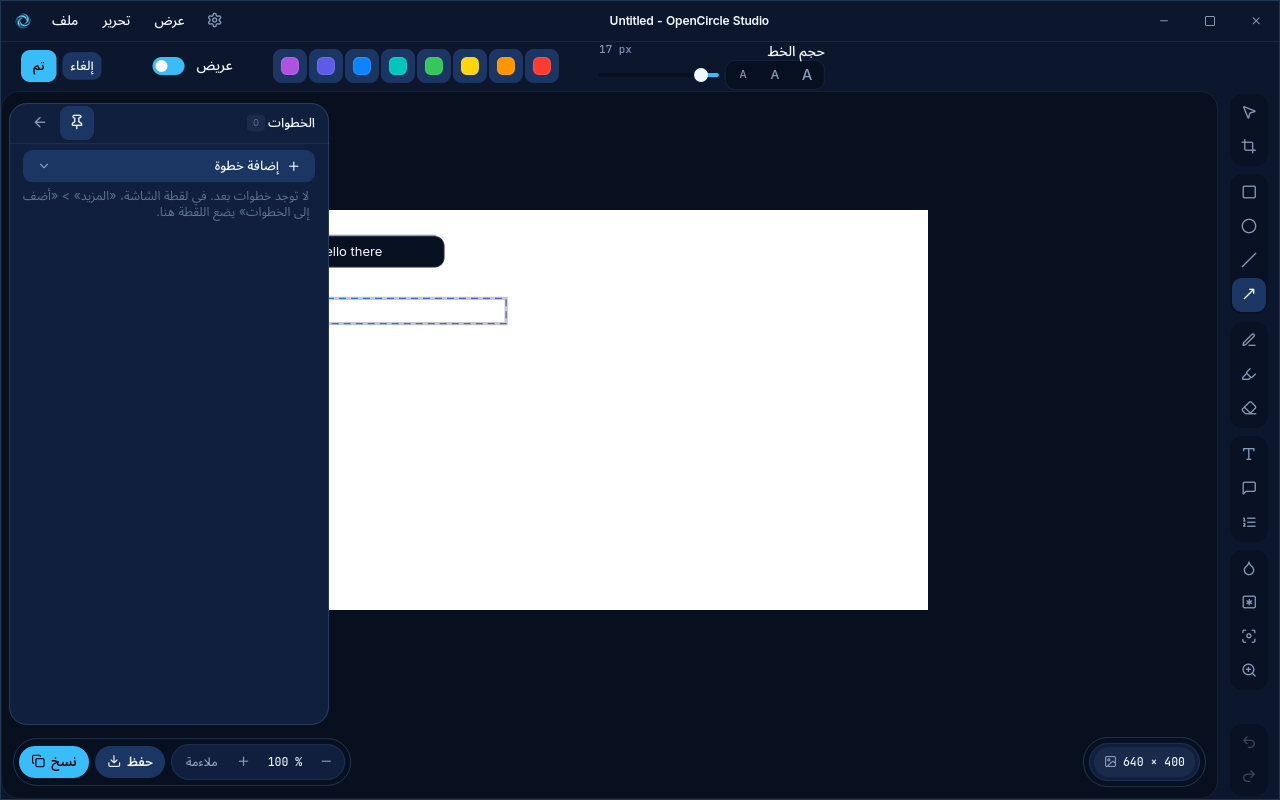 ملف
تحرير
عرض
Untitled - OpenCircle Studio
تم
إلغاء
عريض
حجم الخط
17 px
A A A
الخطوات 0
إضافة خطوة
لا توجد خطوات بعد. في لقطة الشاشة، «المزيد» > «أضف
إلى الخطوات» يضع اللقطة هنا.
ello there
نسخ
حفظ
ملاءمة
100 %
640 × 400